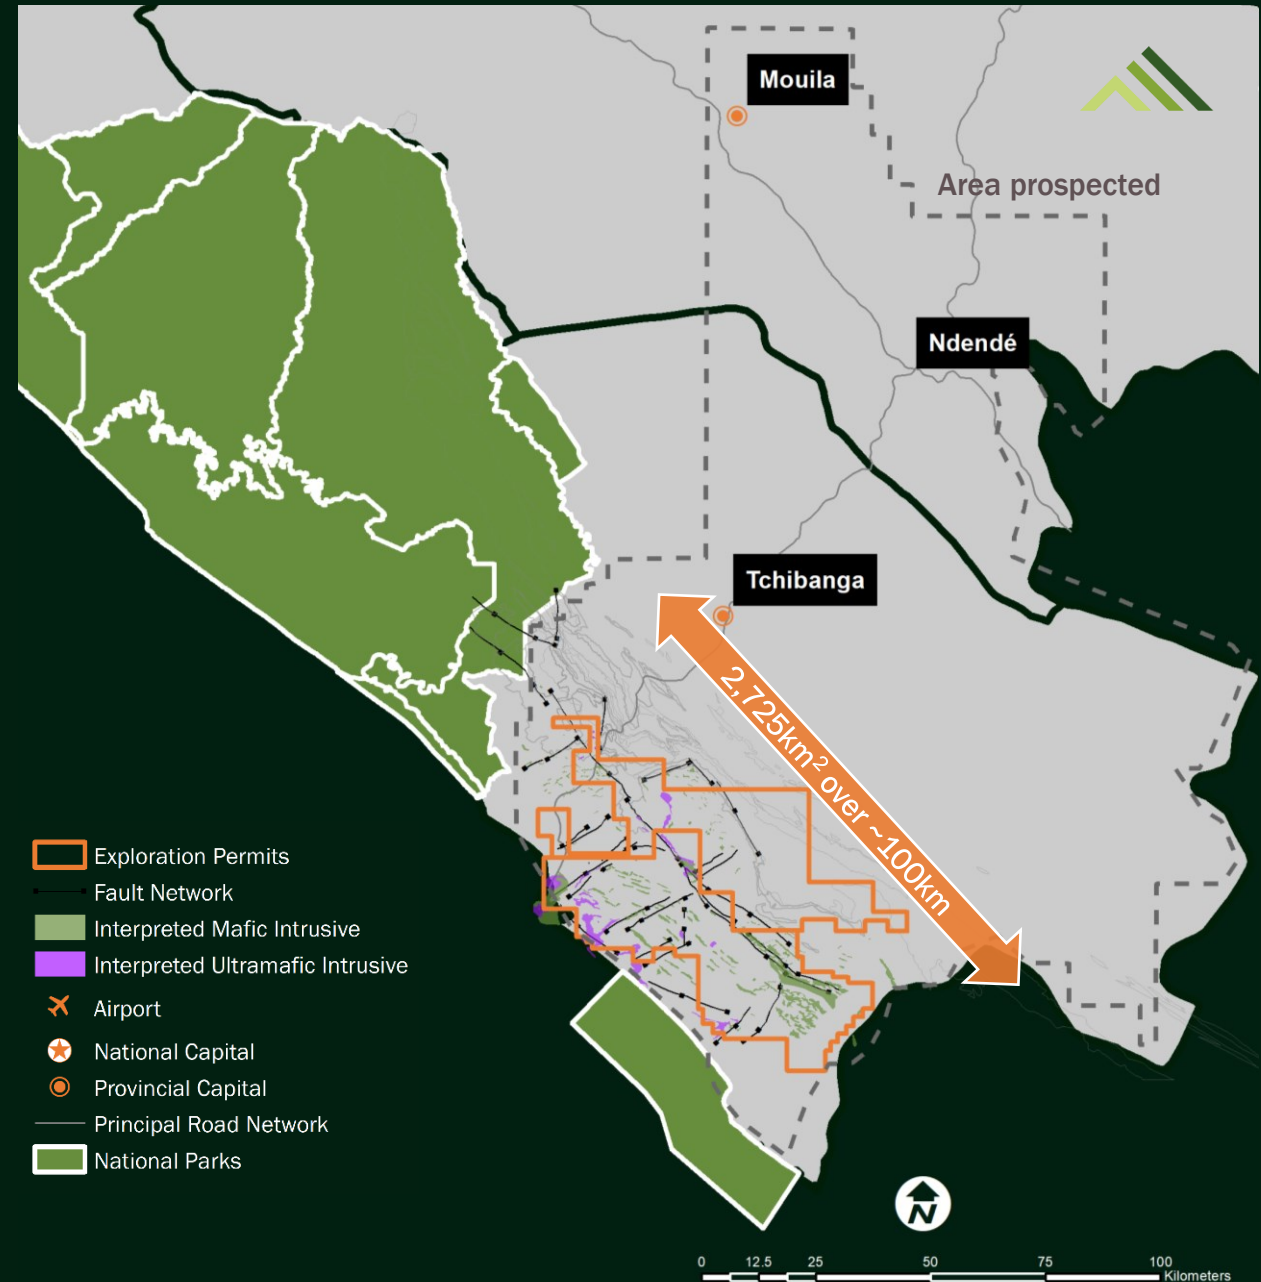 Mouila
Area prospected
Ndendé
Tchibanga
2,725km² over ~100km
Exploration Permits
Fault Network
Interpreted Mafic Intrusive
Interpreted Ultramafic Intrusive
Airport
National Capital
Provincial Capital
Principal Road Network
National Parks
N
0 12.5 25 50 75 100
Kilometers